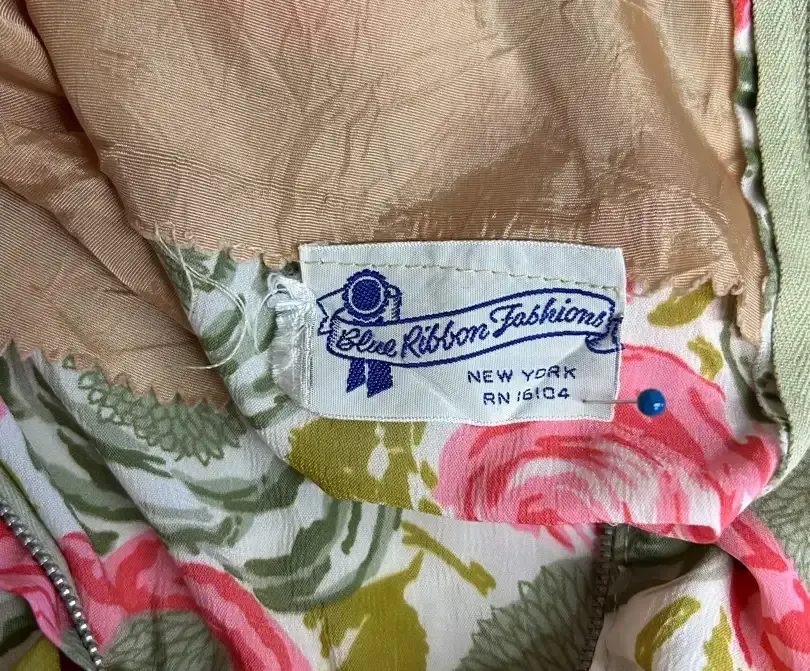 Blue Ribbon Fashions
NEW YORK
RN 16104